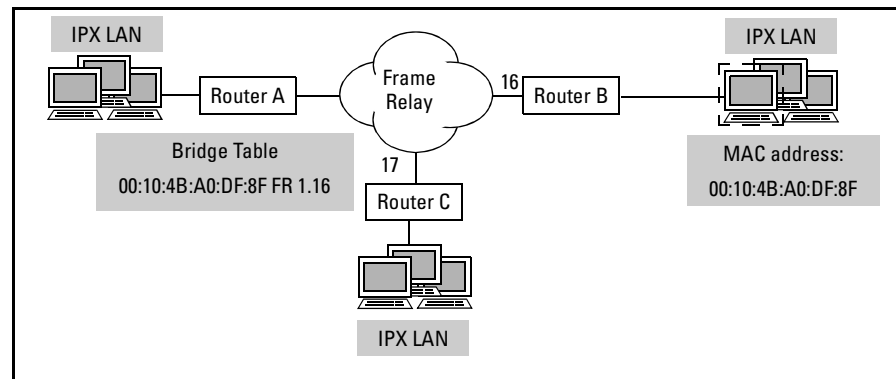 IPX LAN
IPX LAN
Frame
Relay
Router A
16
Router B
Bridge Table
00:10:4B:A0:DF:8F FR 1.16
17
MAC address:
00:10:4B:A0:DF:8F
Router C
IPX LAN